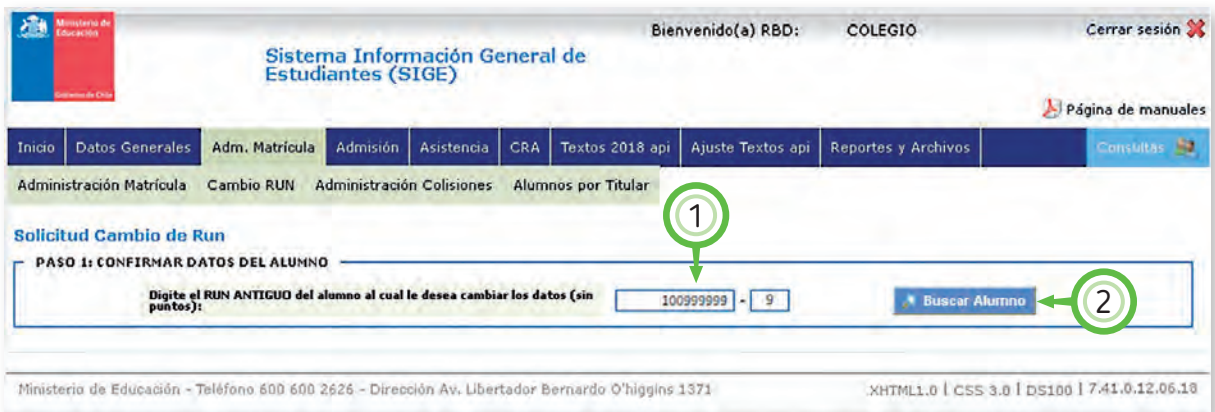 Ministerio de
Educación
Bienvenido(a) RBD: COLEGIO Cerrar sesión
Sistema Información General de
Estudiantes (SIGE)
Gobierno de Chile
Página de manuales
Inicio Datos Generales Adm. Matrícula Admisión Asistencia CRA Textos 2018 api Ajuste Textos api Reportes y Archivos Consultas
Administración Matrícula Cambio RUN Administración Colisiones Alumnos por Titular
1
Solicitud Cambio de Run
PASO 1: CONFIRMAR DATOS DEL ALUMNO
Digite el RUN ANTIGUO del alumno al cual le desea cambiar los datos (sin
puntos):
100999999 - 9 Buscar Alumno 2
Ministerio de Educación - Teléfono 600 600 2626 - Dirección Av. Libertador Bernardo O'higgins 1371 XHTML1.0 | CSS 3.0 | DS100 | 7.41.0.12.06.18